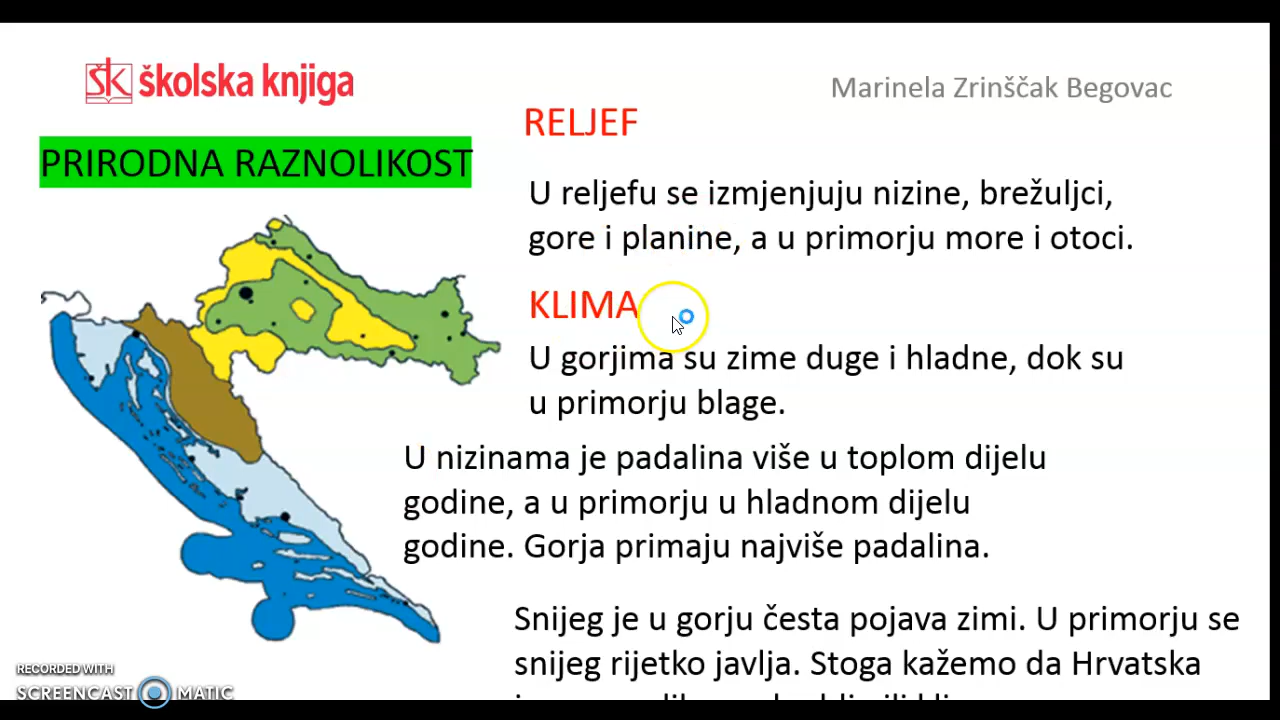 školska knjiga
Marinela Zrinščak Begovac
PRIRODNA RAZNOLIKOST
RELJEF
U reljefu se izmjenjuju nizine, brežuljci,
gore i planine, a u primorju more i otoci.
KLIMA
U gorjima su zime duge i hladne, dok su
u primorju blage.
U nizinama je padalina više u toplom dijelu
godine, a u primorju u hladnom dijelu
godine. Gorja primaju najviše padalina.
Snijeg je u gorju česta pojava zimi. U primorju se
snijeg rijetko javlja. Stoga kažemo da Hrvatska
RECORDED WITH
SCREENCAST MATIC